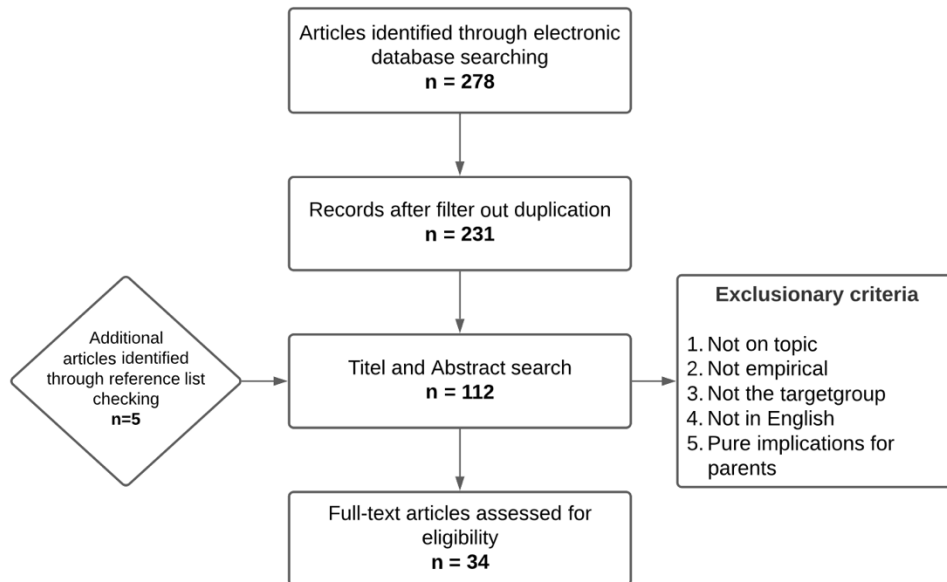 Articles identified through electronic
database searching
n = 278
Records after filter out duplication
n = 231
Additional
articles identified
through reference list
checking
n=5
Titel and Abstract search
n = 112
Exclusionary criteria
1. Not on topic
2. Not empirical
3. Not the targetgroup
4. Not in English
5. Pure implications for
parents
Full-text articles assessed for
eligibility
n = 34